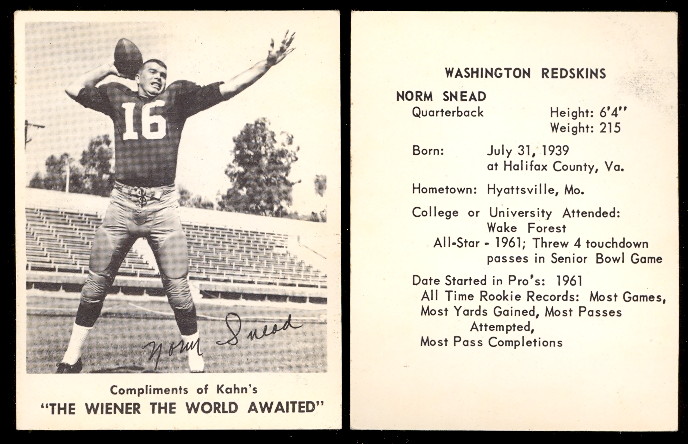 16
Norm Snead
Compliments of Kahn's
"THE WIENER THE WORLD AWAITED"
WASHINGTON REDSKINS
NORM SNEAD
Quarterback Height: 6'4"
Weight: 215
Born: July 31, 1939
at Halifax County, Va.
Hometown: Hyattsville, Mo.
College or University Attended:
Wake Forest
All-Star - 1961; Threw 4 touchdown
passes in Senior Bowl Game
Date Started in Pro's: 1961
All Time Rookie Records: Most Games,
Most Yards Gained, Most Passes
Attempted,
Most Pass Completions